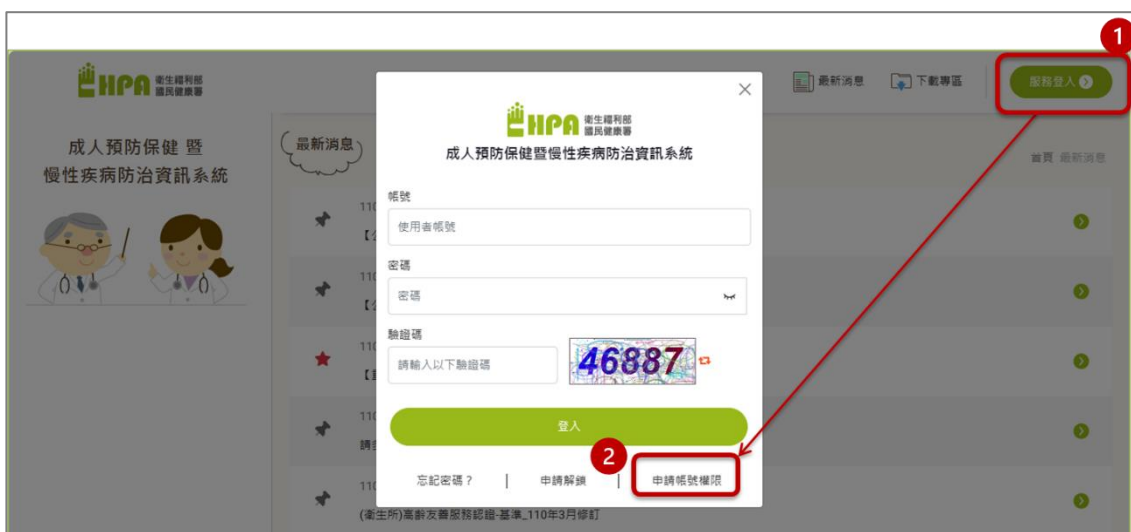 1
HPA 衛生福利部
國民健康署
最新消息
下載專區
服務登入
成人預防保健 暨
慢性疾病防治資訊系統
最新消息
首頁 最新消息
110
110
110
110
請
110
(衛生所)高齡友善服務認證-基準_110年3月修訂
HPA 衛生福利部
國民健康署
成人預防保健暨慢性疾病防治資訊系統
帳號
使用者帳號
密碼
密碼
驗證碼
請輸入以下驗證碼
46887
登入
2
忘記密碼？ | 申請解鎖 | 申請帳號權限